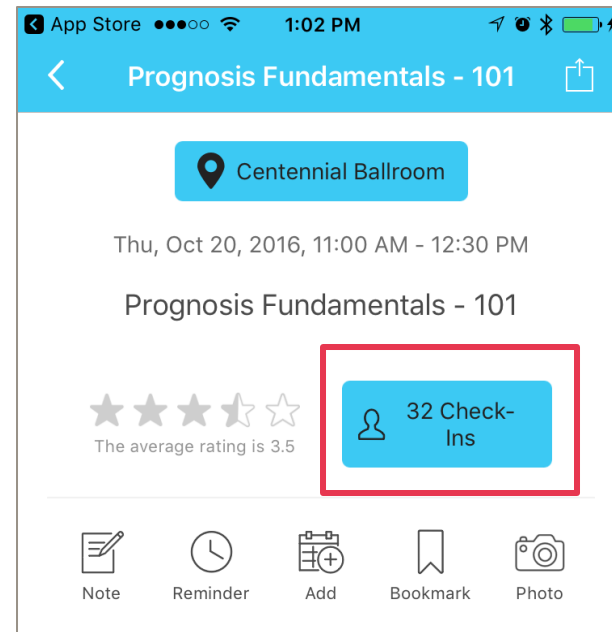 App Store 1:02 PM
Prognosis Fundamentals - 101
Centennial Ballroom
Thu, Oct 20, 2016, 11:00 AM - 12:30 PM
Prognosis Fundamentals - 101
32 Check-
Ins
The average rating is 3.5
Note Reminder Add Bookmark Photo